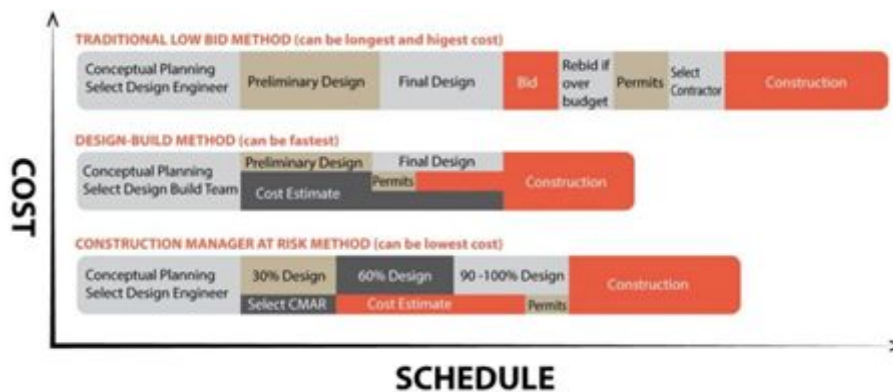 TRADITIONAL LOW BID METHOD (can be longest and higest cost)
Conceptual Planning
Select Design Engineer
Preliminary Design
Final Design
Bid
Rebid if
over
budget
Permits
Select
Contractor
Construction
DESIGN-BUILD METHOD (can be fastest)
Conceptual Planning
Select Design Build Team
Preliminary Design
Final Design
Cost Estimate
Permits
Construction
CONSTRUCTION MANAGER AT RISK METHOD (can be lowest cost)
Conceptual Planning
Select Design Engineer
30% Design
60% Design
90 -100% Design
Select CMAR
Cost Estimate
Permits
Construction
COST
SCHEDULE